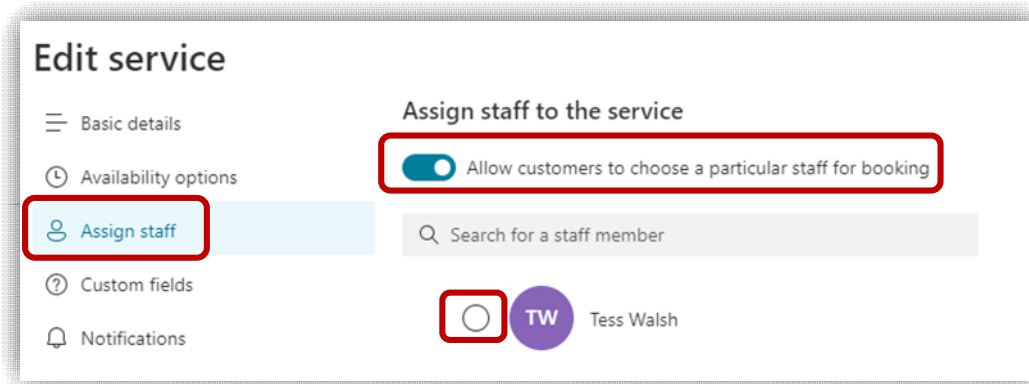 Edit service
Basic details
Availability options
Assign staff
Custom fields
Notifications
Assign staff to the service
Allow customers to choose a particular staff for booking
Search for a staff member
TW
Tess Walsh